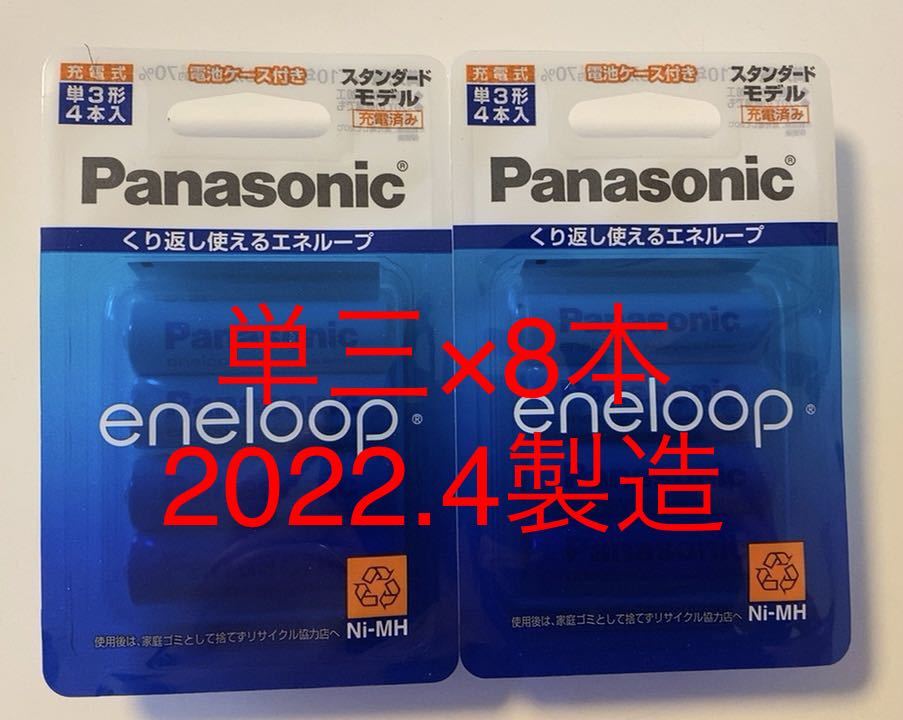 充電式
単3形
4本入
電池ケース付き
スタンダード
モデル
充電済み
Panasonic®
くり返し使えるエネループ
Panasonic
eneloop®
使用後は、家庭ゴミとして捨てずリサイクル協力店へ
Ni-MH
充電式
単3形
4本入
電池ケース付き
スタンダード
モデル
充電済み
Panasonic®
くり返し使えるエネループ
Panasonic
eneloop®
使用後は、家庭ゴミとして捨てずリサイクル協力店へ
Ni-MH
単三×8本
2022.4製造